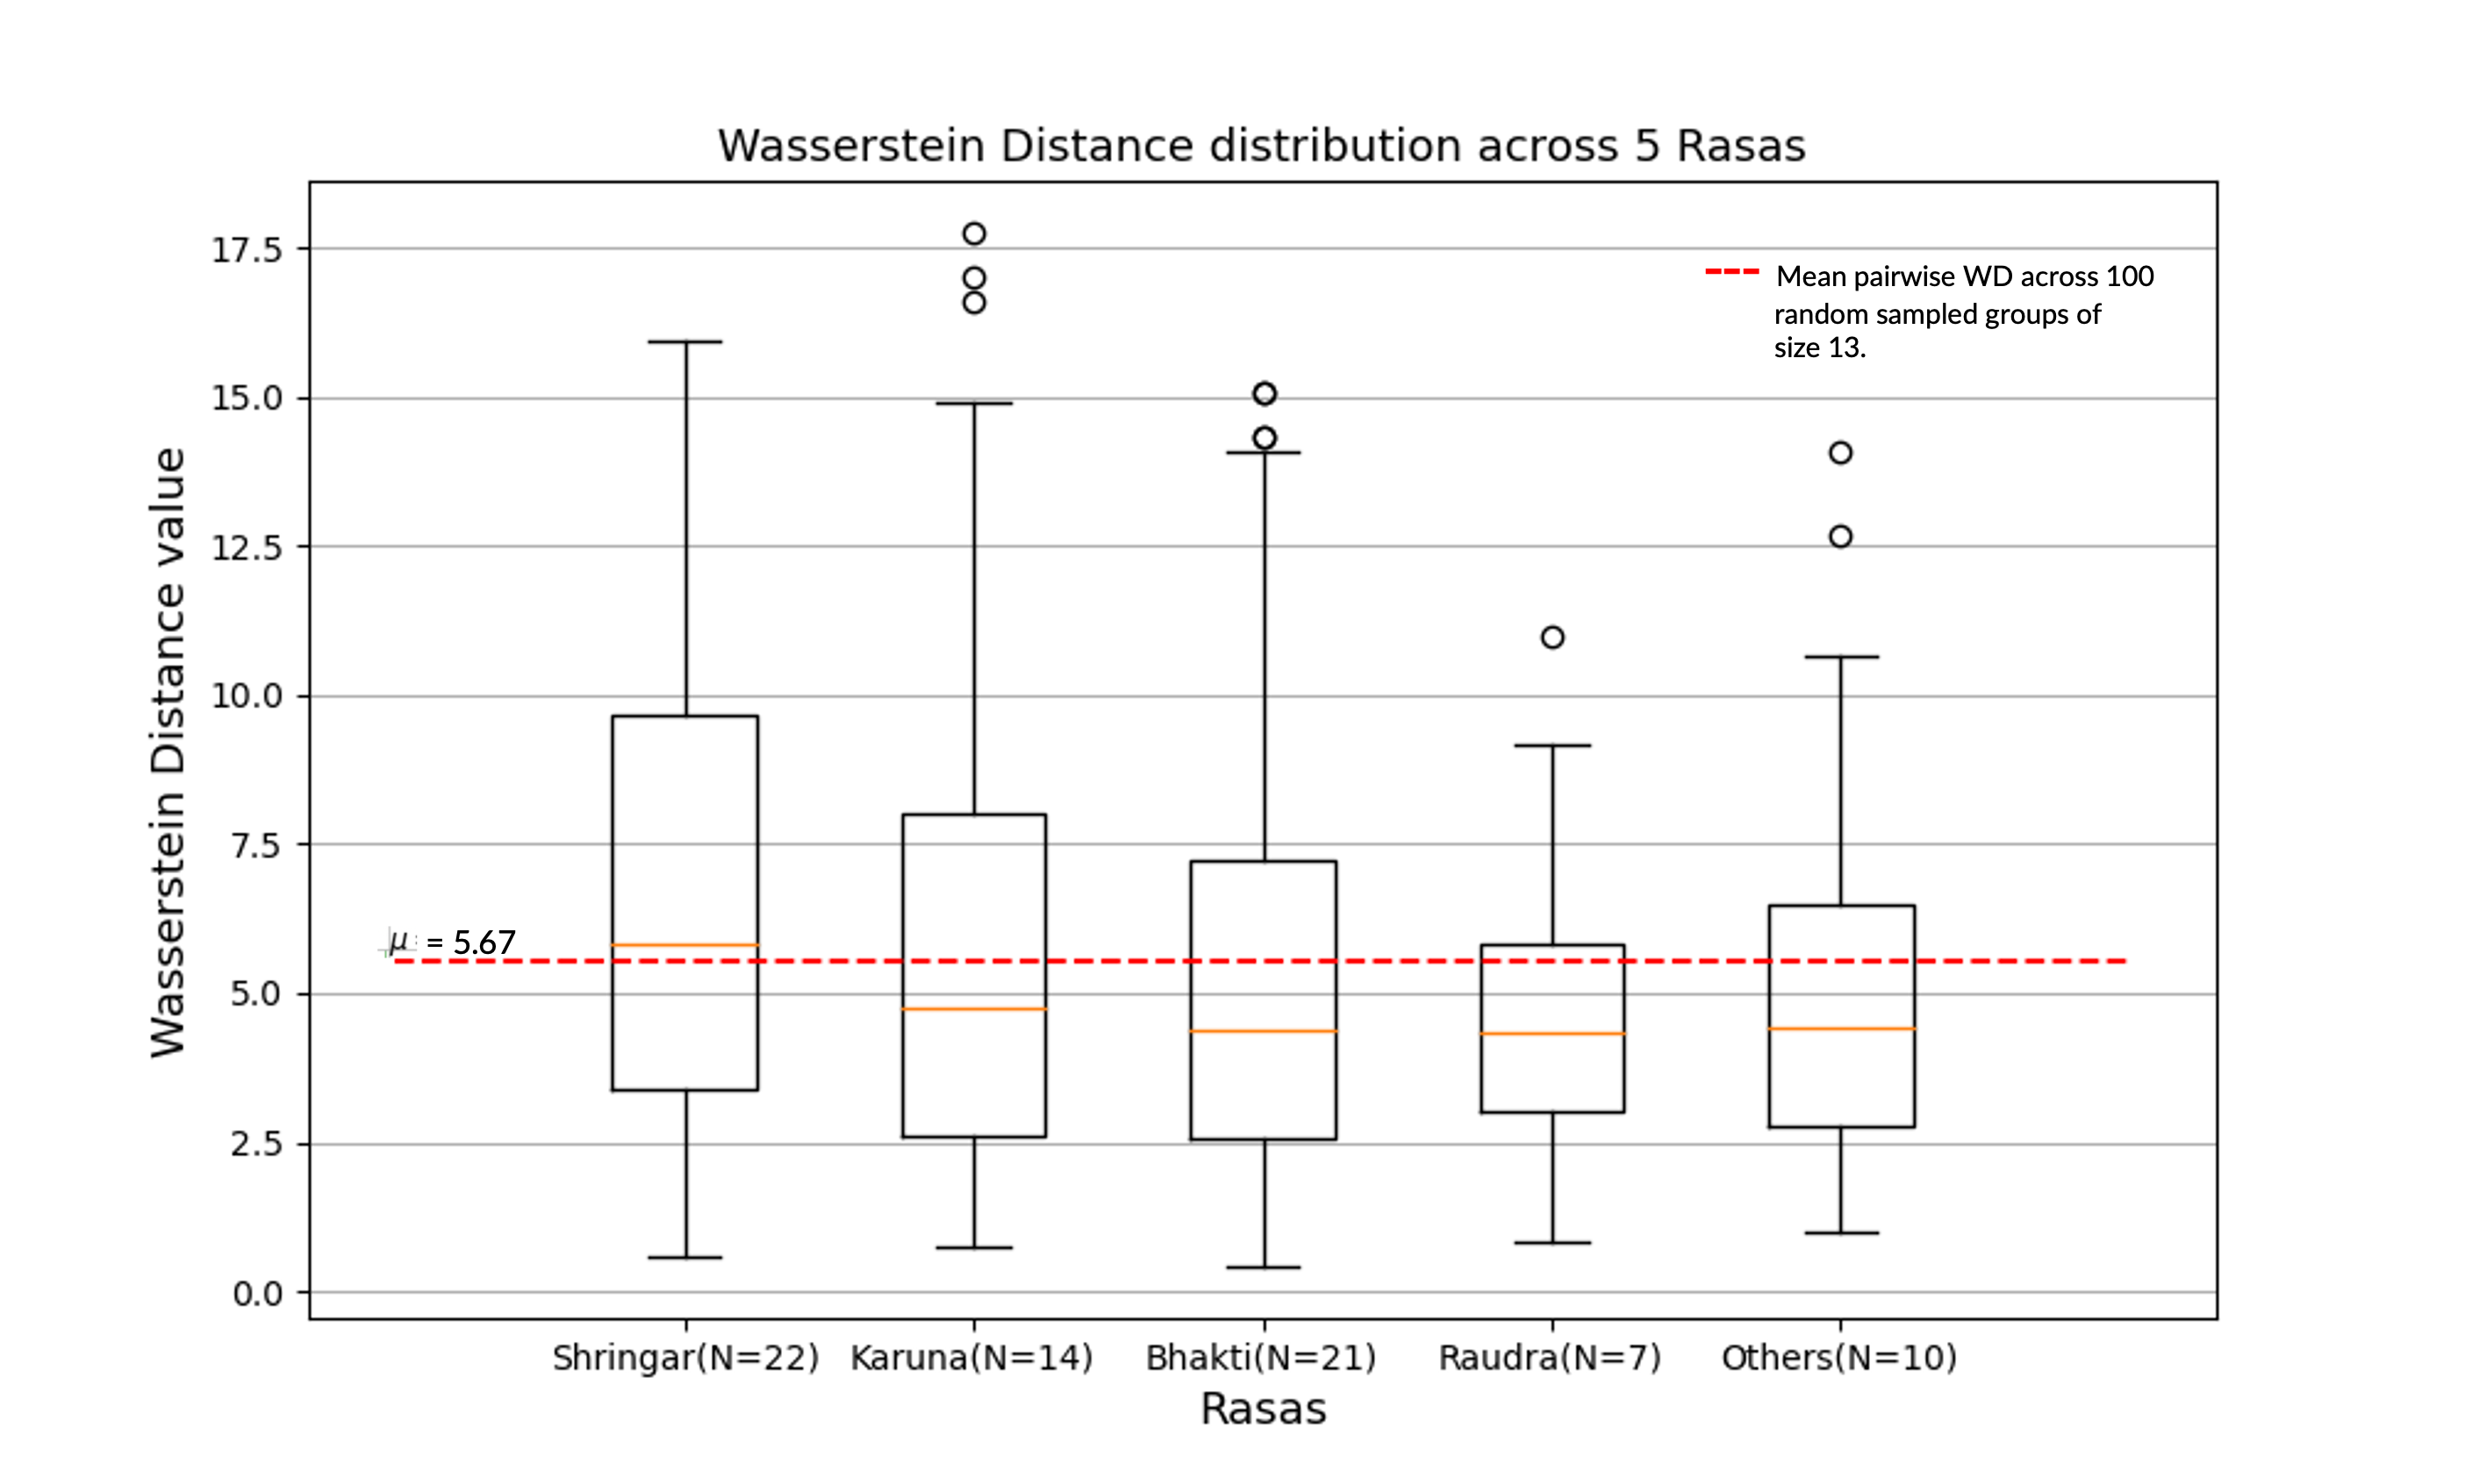 Wasserstein Distance distribution across 5 Rasas
Wasserstein Distance value
17.5
15.0
12.5
10.0
7.5
5.0
2.5
0.0
Mean pairwise WD across 100
random sampled groups of
size 13.
μ = 5.67
Shringar(N=22) Karuna(N=14) Bhakti(N=21) Raudra(N=7) Others(N=10)
Rasas